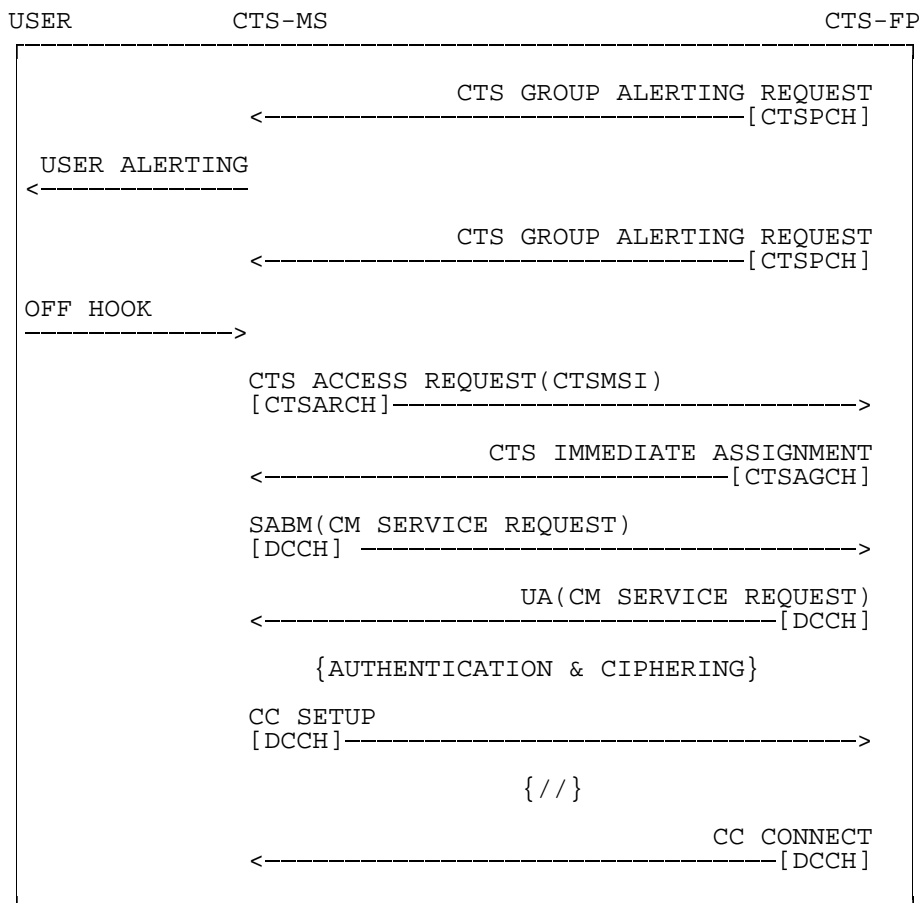 USER CTS-MS CTS-FP
CTS GROUP ALERTING REQUEST
<[CTSPCH]
USER ALERTING
<
CTS GROUP ALERTING REQUEST
<[CTSPCH]
OFF HOOK
>
CTS ACCESS REQUEST(CTSMSI)
[CTSARCH]>
CTS IMMEDIATE ASSIGNMENT
<[CTSAGCH]
SABM(CM SERVICE REQUEST)
[DCCH] >
UA(CM SERVICE REQUEST)
<[DCCH]
{AUTHENTICATION & CIPHERING}
CC SETUP
[DCCH]>
{//}
CC CONNECT
<[DCCH]